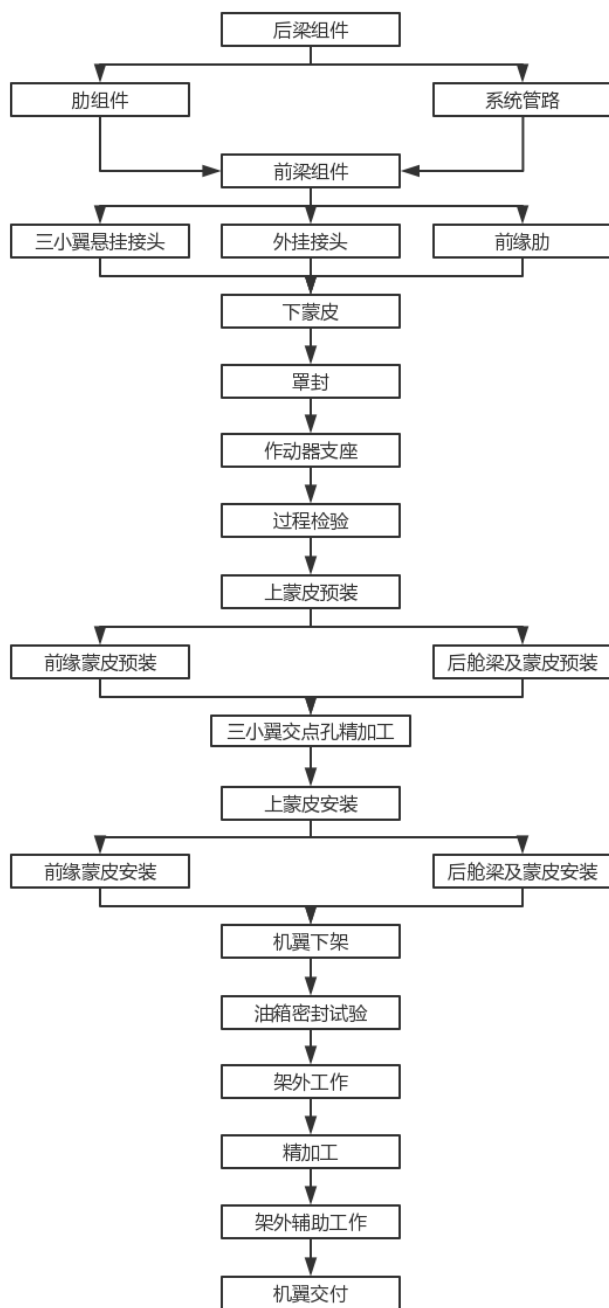 后梁组件
肋组件
系统管路
前梁组件
三小翼悬挂接头
外挂接头
前缘肋
下蒙皮
罩封
作动器支座
过程检验
上蒙皮预装
前缘蒙皮预装
后舱梁及蒙皮预装
三小翼交点孔精加工
上蒙皮安装
前缘蒙皮安装
后舱梁及蒙皮安装
机翼下架
油箱密封试验
架外工作
精加工
架外辅助工作
机翼交付